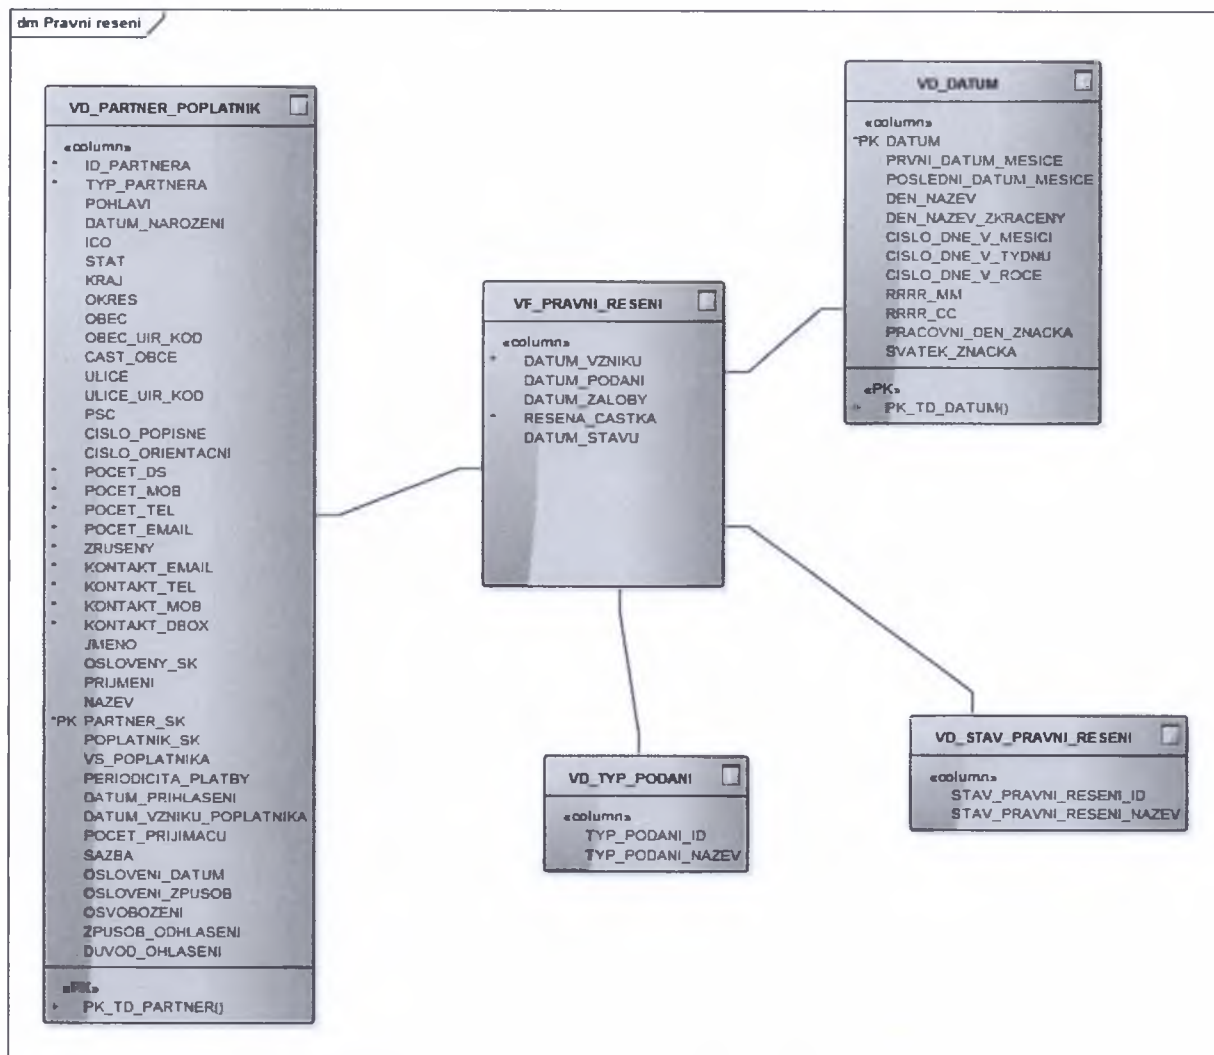 dm Pravni reseni
VD_PARTNER_POPLATNIK
«column»
* ID_PARTNERA
* TYP_PARTNERA
POHLAVI
DATUM_NAROZENI
ICO
STAT
KRAJ
OKRES
OBEC
OBEC_UIR_KOD
CAST_OBCE
ULICE
ULICE_UIR_KOD
PSC
CISLO_POPISNE
CISLO_ORIENTACNI
* POCET_DS
* POCET_MOB
* POCET_TEL
* POCET_EMAIL
* ZRUSENY
* KONTAKT_EMAIL
* KONTAKT_TEL
* KONTAKT_MOB
* KONTAKT_DBOX
JMENO
OSLOVENY_SK
PRIJMENI
NAZEV
*PK PARTNER_SK
POPLATNIK_SK
VS_POPLATNIKA
PERIODICITA_PLATBY
DATUM_PRIHLASENI
DATUM_VZNIKU_POPLATNIKA
POCET_PRIJIMACU
SAZBA
OSLOVENI_DATUM
OSLOVENI_ZPUSOB
OSVOBOZENI
ZPUSOB_ODHLASENI
DUVOD_OHLASENI
«PK»
+ PK_TD_PARTNER()
VF_PRAVNI_RESENI
«column»
* DATUM_VZNIKU
DATUM_PODANI
DATUM_ZALOBY
* RESENA_CASTKA
DATUM_STAVU
VD_DATUM
«column»
*PK DATUM
PRVNI_DATUM_MESICE
POSLEDNI_DATUM_MESICE
DEN_NAZEV
DEN_NAZEV_ZKRACENY
CISLO_DNE_V_MESICI
CISLO_DNE_V_TYDNU
CISLO_DNE_V_ROCE
RRRR_MM
RRRR_CC
PRACOVNI_DEN_ZNACKA
SVATEK_ZNACKA
«PK»
+ PK_TD_DATUM()
VD_TYP_PODANI
«column»
TYP_PODANI_ID
TYP_PODANI_NAZEV
VD_STAV_PRAVNI_RESENI
«column»
STAV_PRAVNI_RESENI_ID
STAV_PRAVNI_RESENI_NAZEV